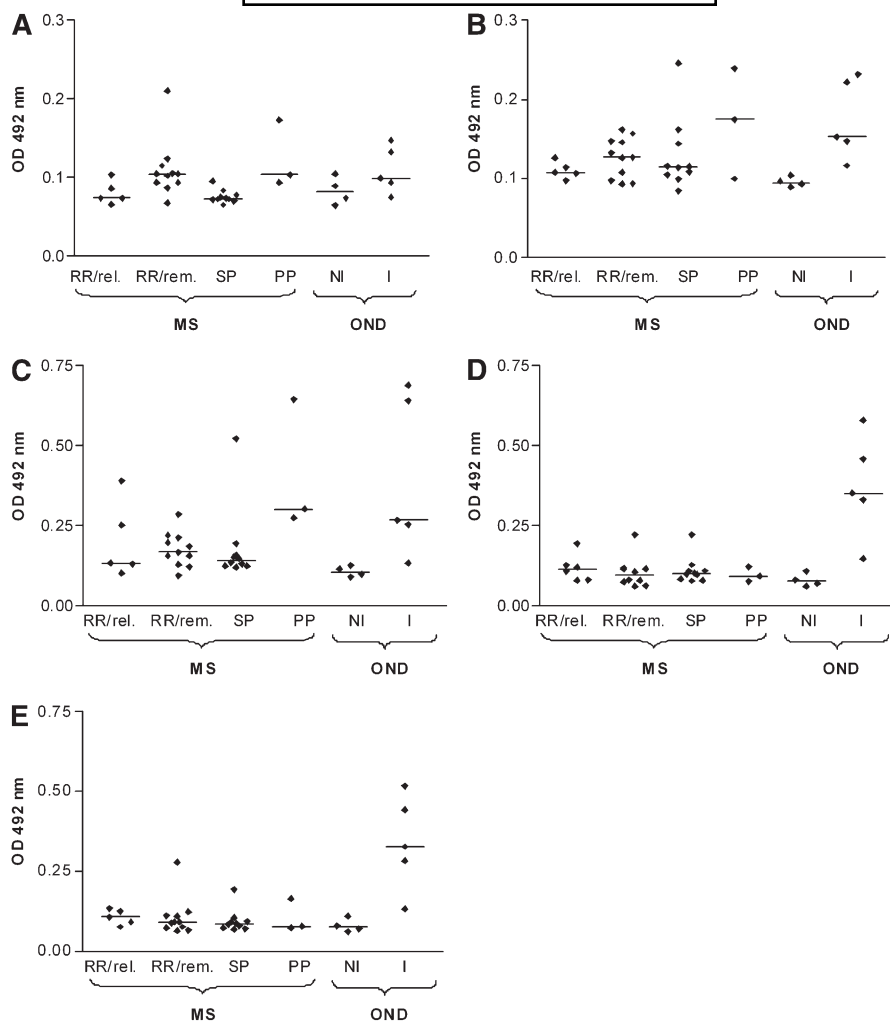 A
B
0.3
0.2
0.1
0.0
OD 492 nm
RR/rel. RR/rem. SP PP NI I
MS OND
0.3
0.2
0.1
0.0
OD 492 nm
RR/rel. RR/rem. SP PP NI I
MS OND
C
D
0.75
0.50
0.25
0.00
OD 492 nm
RR/rel. RR/rem. SP PP NI I
MS OND
0.75
0.50
0.25
0.00
OD 492 nm
RR/rel. RR/rem. SP PP NI I
MS OND
E
0.75
0.50
0.25
0.00
OD 492 nm
RR/rel. RR/rem. SP PP NI I
MS OND